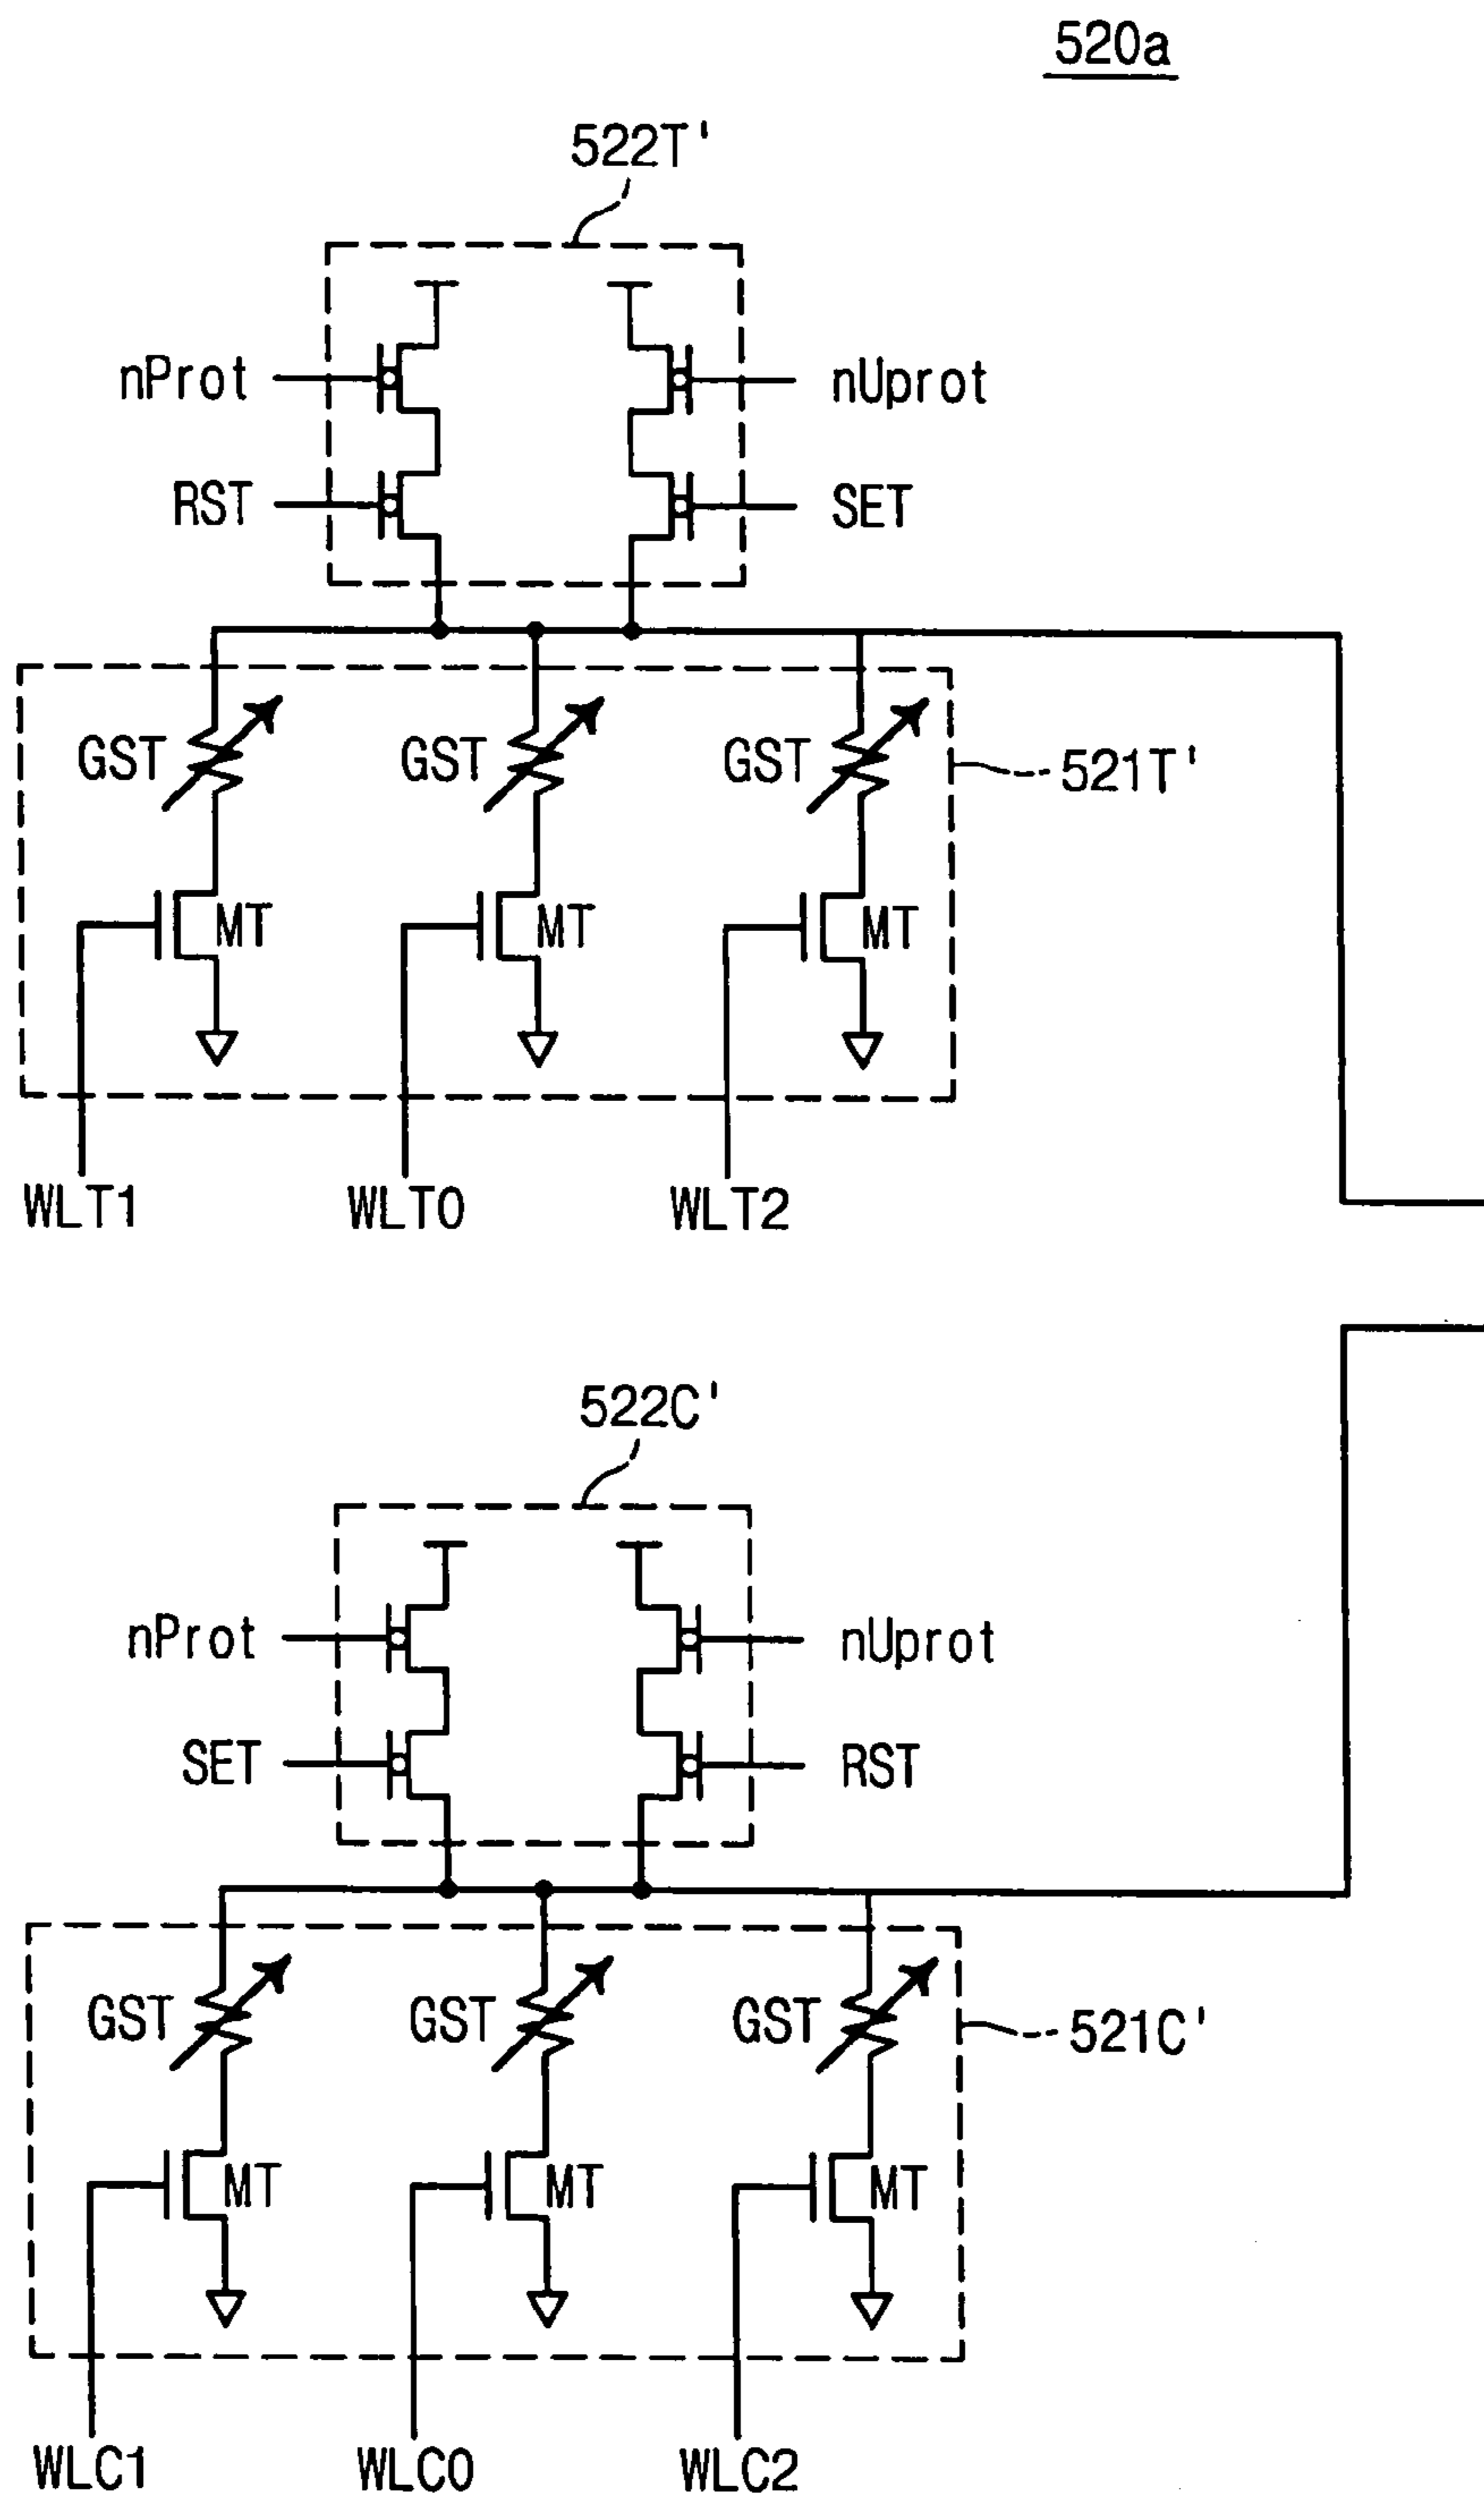 520a
522T'
nProt
nUprot
RST
SET
GST
GST
GST
521T'
MT
MT
MT
WLT1
WLT0
WLT2
522C'
nProt
nUprot
SET
RST
GST
GST
GST
521C'
MT
MT
MT
WLC1
WLC0
WLC2